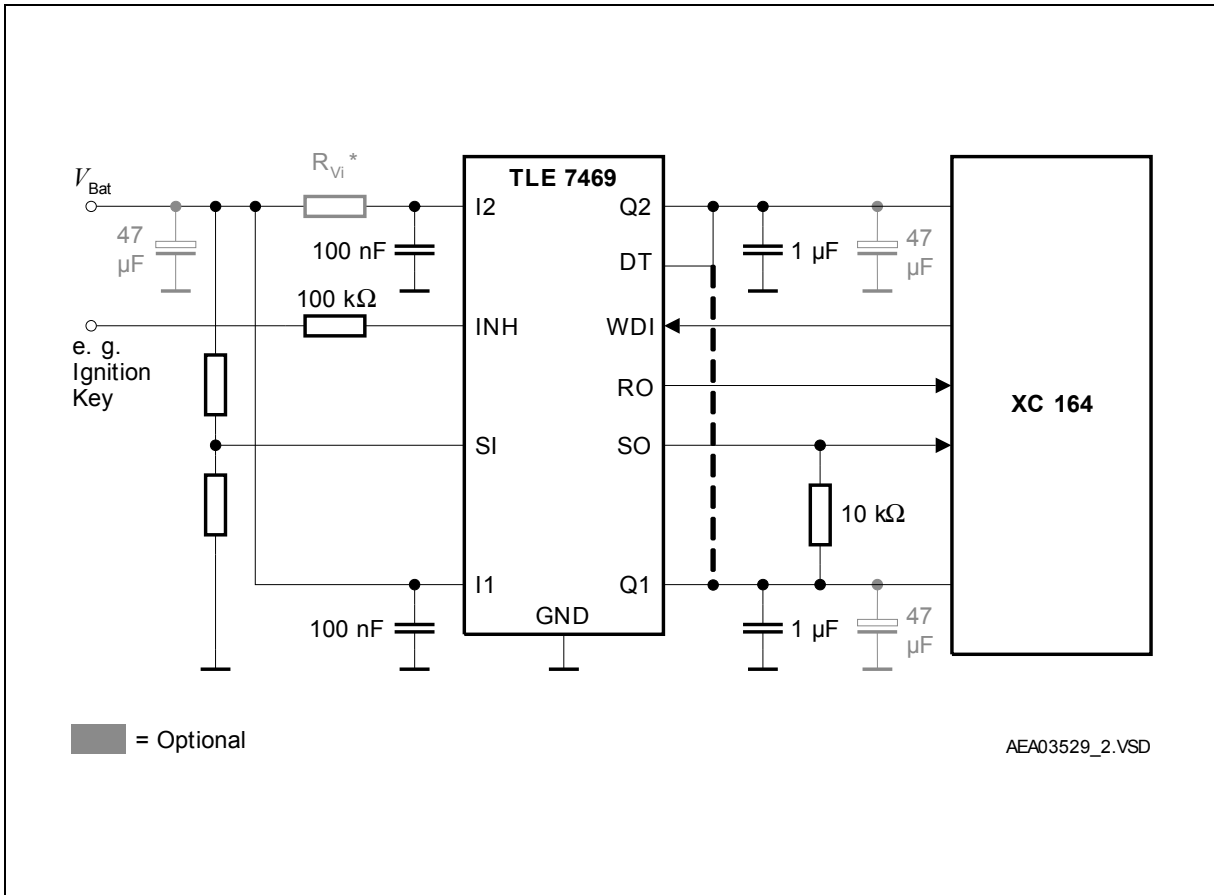 V Bat
47
µF
R Vi *
100 nF
100 kΩ
e. g.
Ignition
Key
TLE 7469
I2
INH
SI
I1
GND
Q2
DT
WDI
RO
SO
Q1
100 nF
1 µF
47
µF
10 kΩ
1 µF
47
µF
XC 164
= Optional
AEA03529_2.VSD